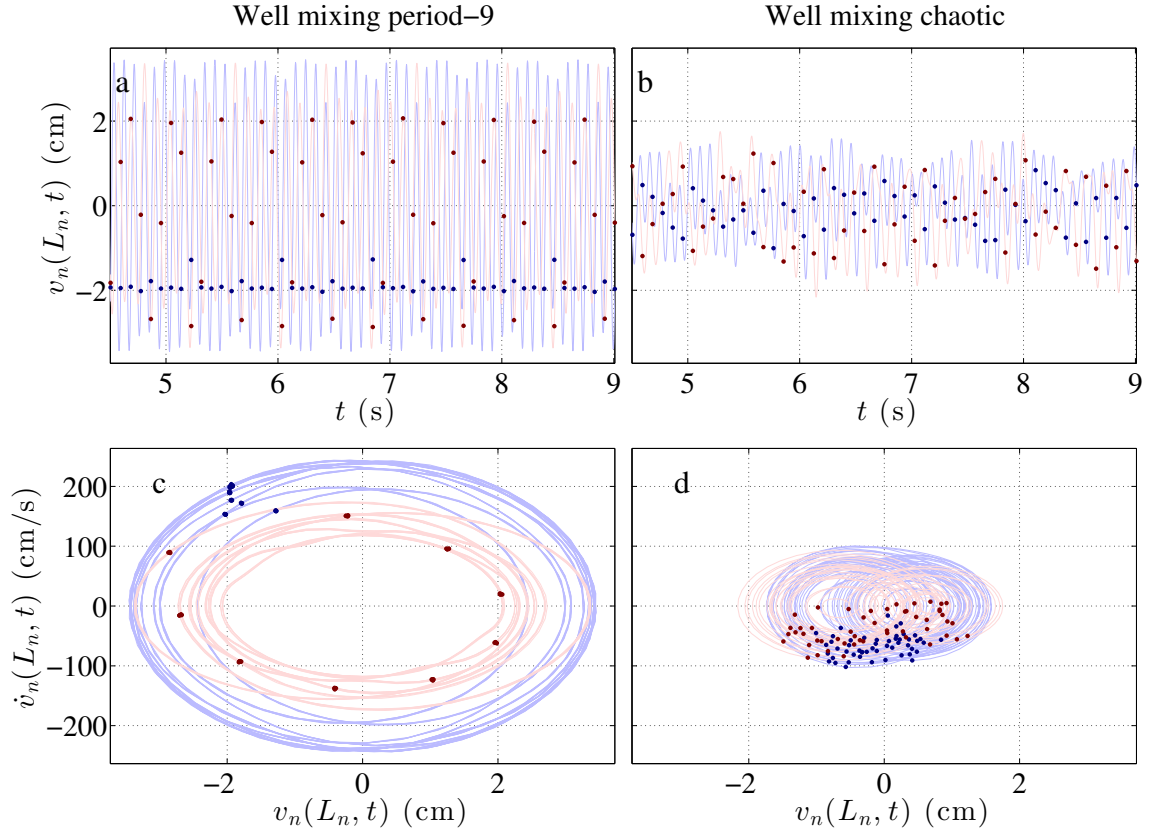 Well mixing period−9
Well mixing chaotic
a
b
v_n(L_n, t) (cm)
2
0
−2
5 6 7 8 9
5 6 7 8 9
t (s)
t (s)
c
d
v̇_n(L_n, t) (cm/s)
200
100
0
−100
−200
−2 0 2
−2 0 2
v_n(L_n, t) (cm)
v_n(L_n, t) (cm)